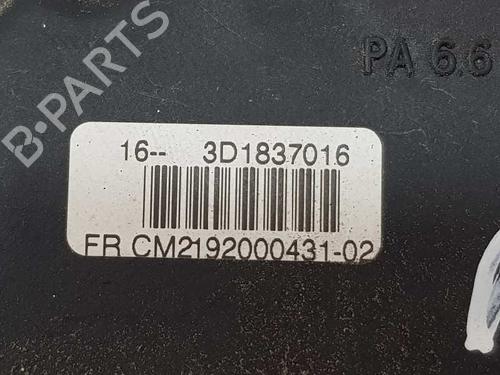 B-PARTS
PA 6.6
16-- 3D1837016
FR CM2192000431-02